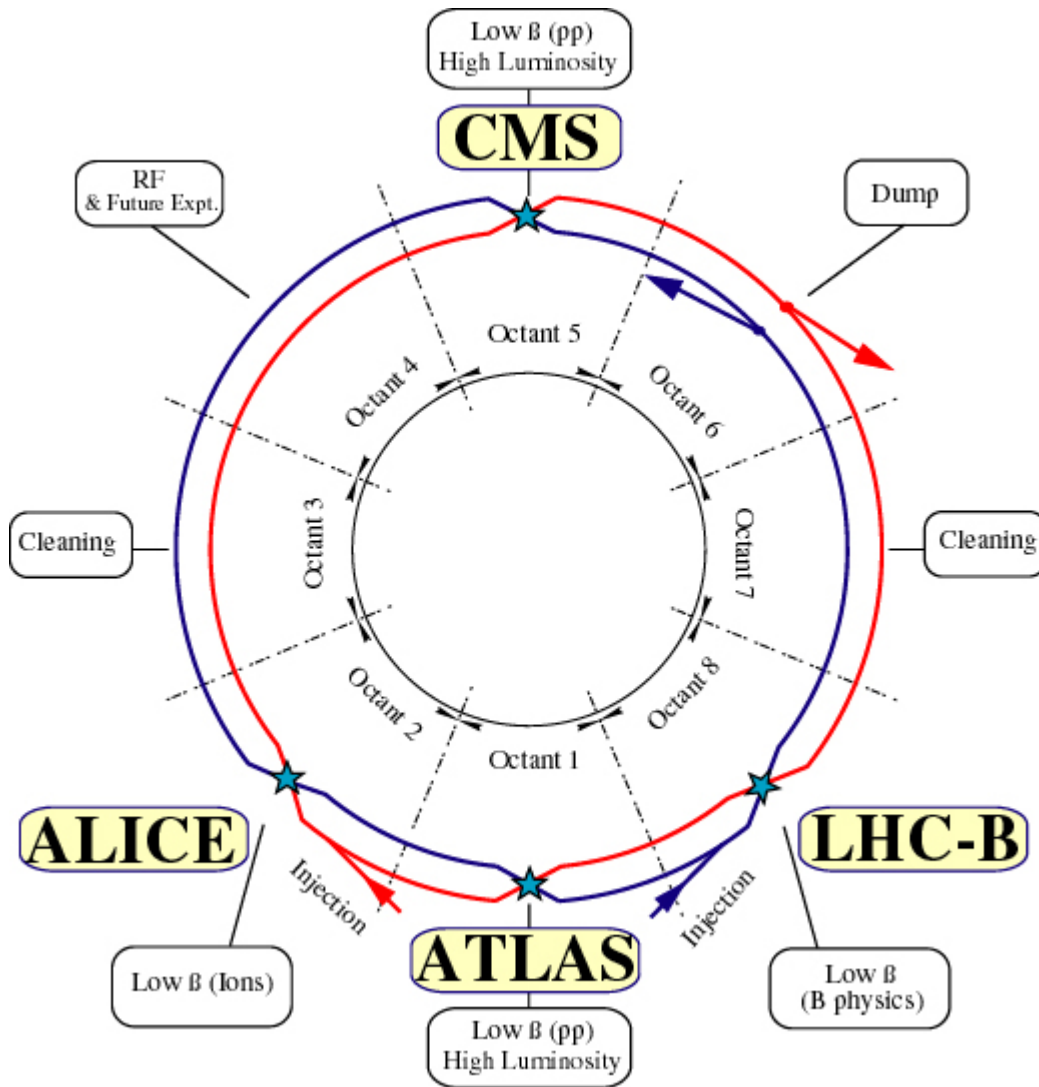 Low ß (pp)
High Luminosity
CMS
RF
& Future Expt.
Dump
Octant 5
Octant 4
Octant 6
Cleaning
Octant 3
Octant 7
Cleaning
Octant 2
Octant 8
Octant 1
ALICE
LHC-B
Injection
Injection
ATLAS
Low ß (Ions)
Low ß
(B physics)
Low ß (pp)
High Luminosity